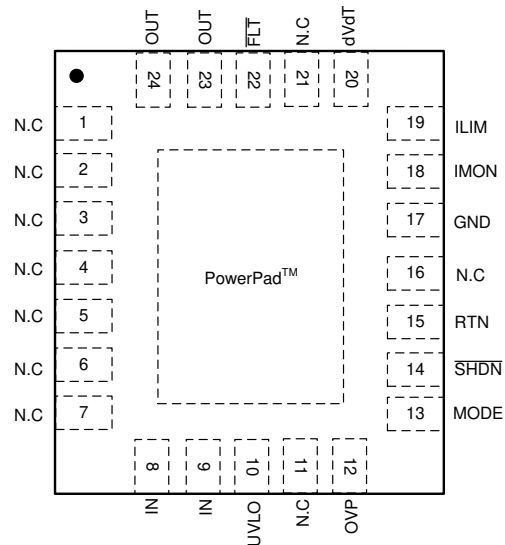 OUT OUT FLT N.C dVdT
24 23 22 21 20
N.C 1 19 ILIM
N.C 2 18 IMON
N.C 3 17 GND
N.C 4 16 N.C
PowerPad™
N.C 5 15 RTN
N.C 6 14 SHDN
N.C 7 13 MODE
8 9 10 11 12
IN IN UVLO N.C OVP